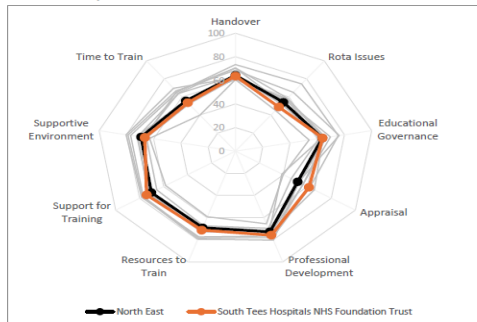 Handover
100
80
60
40
20
0
Time to Train
Rota Issues
Supportive
Environment
Educational
Governance
Support for
Training
Appraisal
Resources to
Train
Professional
Development
North East
South Tees Hospitals NHS Foundation Trust